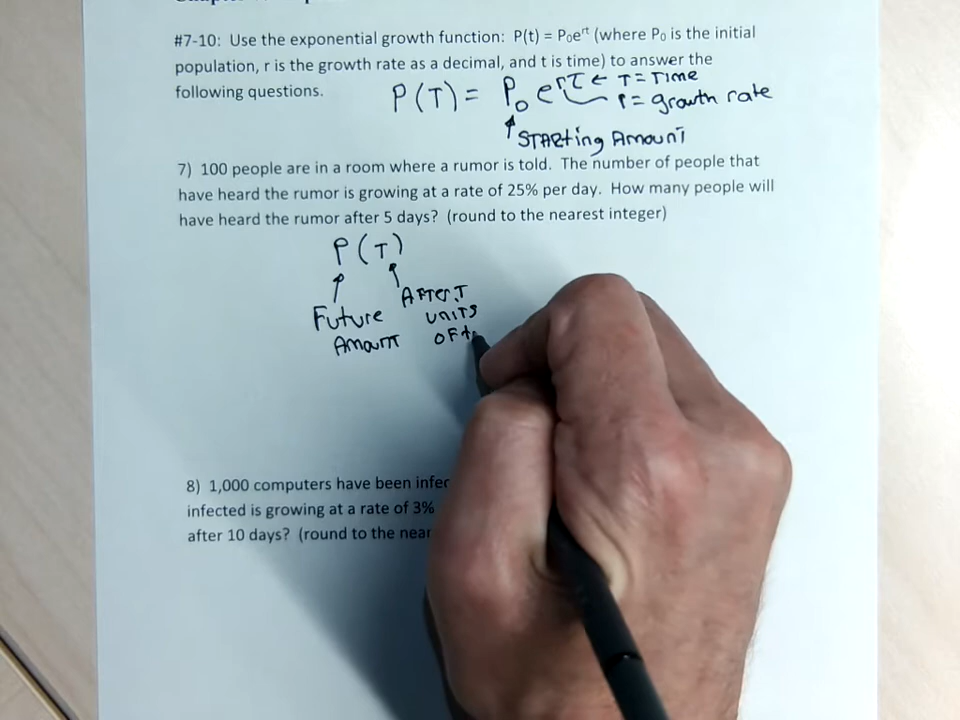 #7-10: Use the exponential growth function: P(t) = P₀eʳᵗ (where P₀ is the initial
population, r is the growth rate as a decimal, and t is time) to answer the
following questions.
P(T) = P₀ e^rT ← T = Time
r = growth rate
STARting AmounT
7) 100 people are in a room where a rumor is told. The number of people that
have heard the rumor is growing at a rate of 25% per day. How many people will
have heard the rumor after 5 days? (round to the nearest integer)
P(T)
Future
AmounT
AfTer T
uniTs
of
8) 1,000 computers have been infec
infected is growing at a rate of 3%
after 10 days? (round to the near